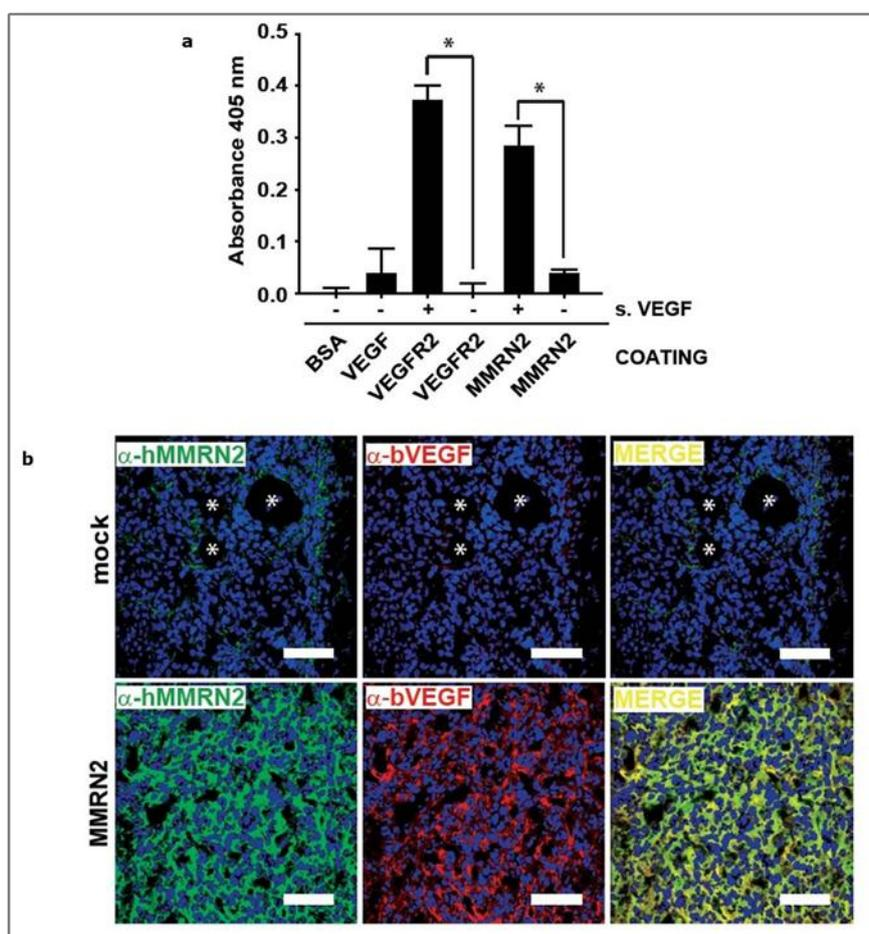 a
Absorbance 405 nm
0.5
0.4
0.3
0.2
0.1
0.0
* *
- - + - + - s. VEGF
BSA VEGF VEGFR2 VEGFR2 MMRN2 MMRN2 COATING
b
mock
α-hMMRN2 α-bVEGF MERGE
* * *
* * *
* * *
MMRN2
α-hMMRN2 α-bVEGF MERGE